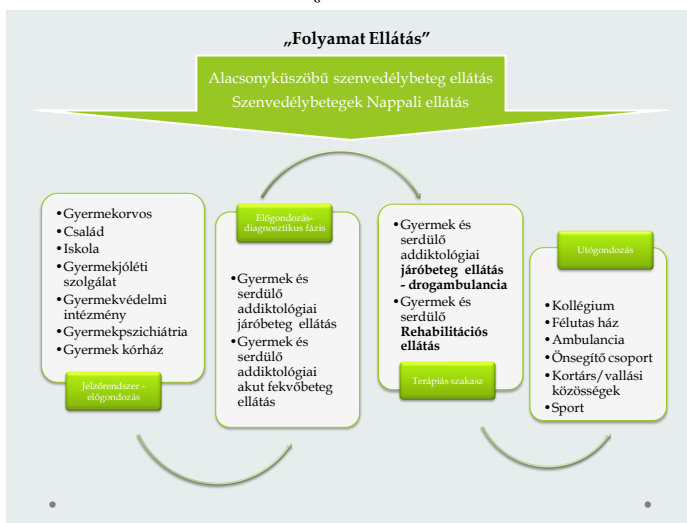 „Folyamat Ellátás”
Alacsonyküszöbű szenvedélybeteg ellátás
Szenvedélybetegek Nappali ellátás
•Gyermekorvos
•Család
•Iskola
•Gyermekjóléti
szolgálat
•Gyermekvédelmi
intézmény
•Gyermekpszichiátria
•Gyermek kórház
Jelzőrendszer -
előgondozás
Előgondozás-
diagnosztikus fázis
•Gyermek és
serdülő
addiktológiai
járóbeteg ellátás
•Gyermek és
serdülő
addiktológiai
akut fekvőbeteg
ellátás
•Gyermek és
serdülő
addiktológiai
járóbeteg ellátás
- drogambulancia
•Gyermek és
serdülő
Rehabilitációs
ellátás
Terápiás szakasz
Utógondozás
•Kollégium
•Félutas ház
•Ambulancia
•Önsegítő csoport
•Kortárs/vallási
közösségek
•Sport